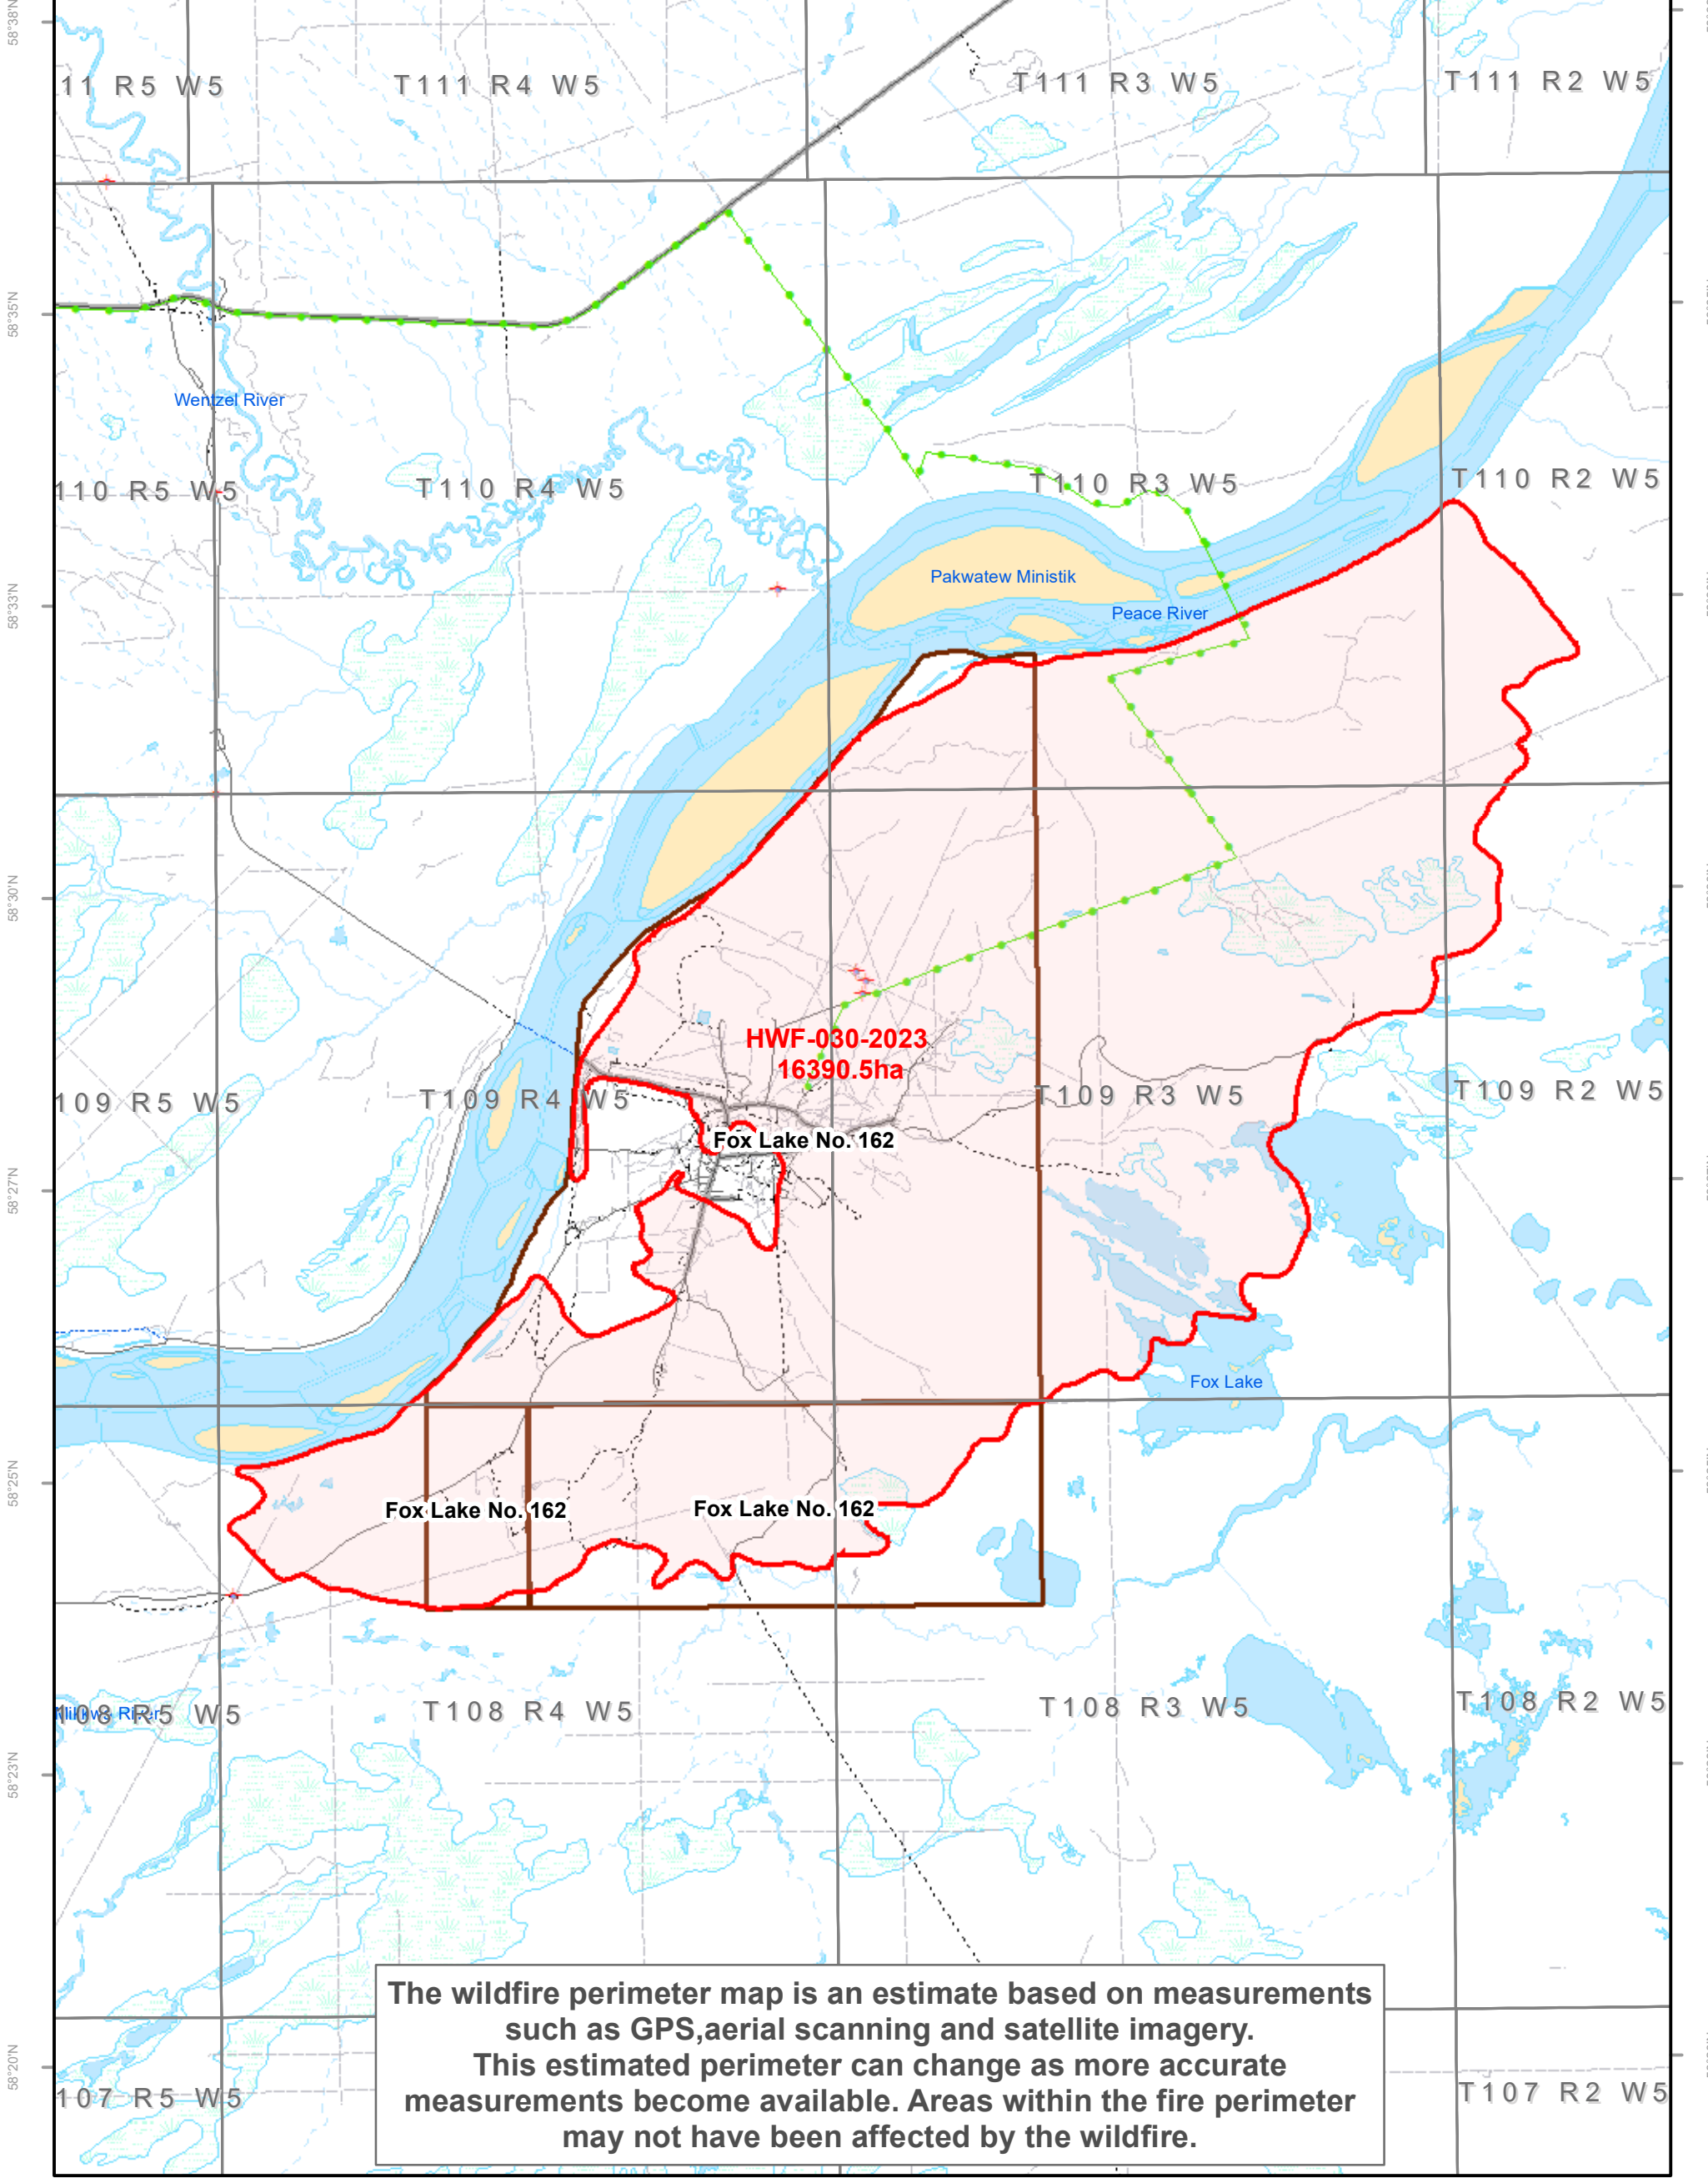 58°38'N
11 R5 W5
T111 R4 W5
T111 R3 W5
T111 R2 W5
58°35'N
Wentzel River
110 R5 W5
T110 R4 W5
T110 R3 W5
T110 R2 W5
58°33'N
Pakwatew Ministik
Peace River
58°30'N
HWF-030-2023
16390.5ha
109 R5 W5
T109 R4 W5
T109 R3 W5
T109 R2 W5
Fox Lake No. 162
58°27'N
Fox Lake
58°25'N
Fox Lake No. 162
Fox Lake No. 162
108 R5 W5
T108 R4 W5
T108 R3 W5
T108 R2 W5
58°23'N
The wildfire perimeter map is an estimate based on measurements
such as GPS,aerial scanning and satellite imagery.
This estimated perimeter can change as more accurate
measurements become available. Areas within the fire perimeter
may not have been affected by the wildfire.
58°20'N
107 R5 W5
T107 R2 W5